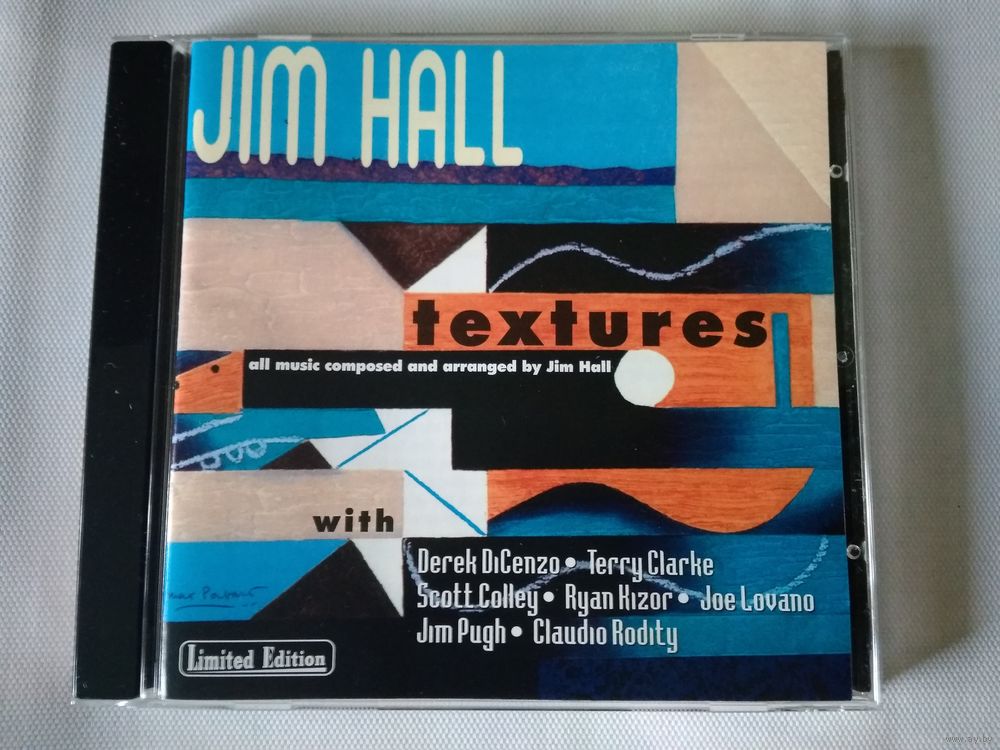 JIM HALL
textures
all music composed and arranged by Jim Hall
with
Derek DiCenzo • Terry Clarke
Scott Colley • Ryan Kizor • Joe Lovano
Jim Pugh • Claudio Rodity
Limited Edition